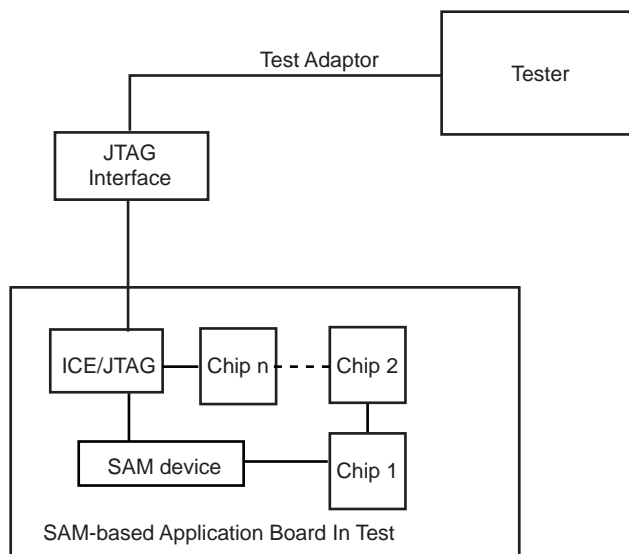 Test Adaptor
Tester
JTAG
Interface
ICE/JTAG
Chip n
Chip 2
SAM device
Chip 1
SAM-based Application Board In Test